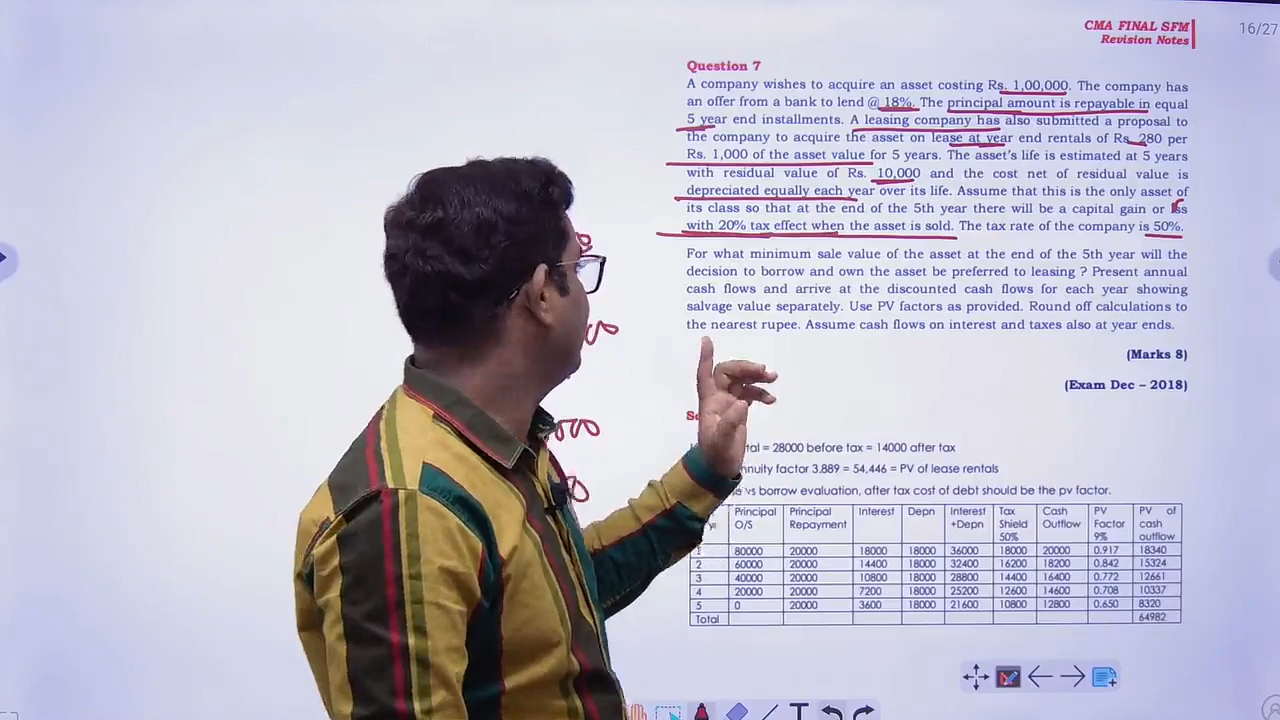 CMA FINAL SFM
Revision Notes
16/27
Question 7
A company wishes to acquire an asset costing Rs. 1,00,000. The company has
an offer from a bank to lend @ 18%. The principal amount is repayable in equal
5 year end installments. A leasing company has also submitted a proposal to
the company to acquire the asset on lease at year end rentals of Rs. 280 per
Rs. 1,000 of the asset value for 5 years. The asset's life is estimated at 5 years
with residual value of Rs. 10,000 and the cost net of residual value is
depreciated equally each year over its life. Assume that this is the only asset of
its class so that at the end of the 5th year there will be a capital gain or
with 20% tax effect when the asset is sold. The tax rate of the company is 50%.
For what minimum sale value of the asset at the end of the 5th year will the
decision to borrow and own the asset be preferred to leasing ? Present annual
cash flows and arrive at the discounted cash flows for each year showing
salvage value separately. Use PV factors as provided. Round off calculations to
the nearest rupee. Assume cash flows on interest and taxes also at year ends.
(Marks 8)
(Exam Dec – 2018)
= 28000 before tax = 14000 after tax
factor 3.889 = 54,446 = PV of lease rentals
vs borrow evaluation, after tax cost of debt should be the pv factor.
Principal O/S Principal Repayment Interest Depn Interest +Depn Tax Shield 50% Cash Outflow PV Factor 9% PV of cash outflow
1 80000 20000 18000 18000 36000 18000 20000 0.917 18340
2 60000 20000 14400 18000 32400 16200 18200 0.842 15324
3 40000 20000 10800 18000 28800 14400 16400 0.772 12661
4 20000 20000 7200 18000 25200 12600 14600 0.708 10337
5 0 20000 3600 18000 21600 10800 12800 0.650 8320
Total 64982